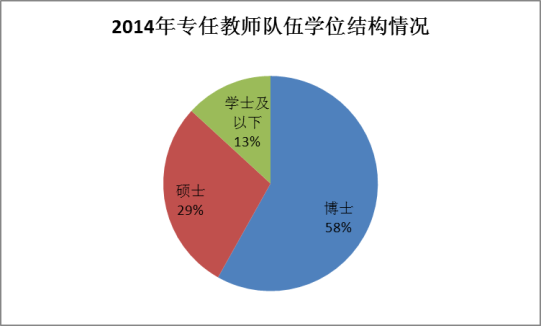 2014年专任教师队伍学位结构情况
学士及
以下
13%
硕士
29%
博士
58%